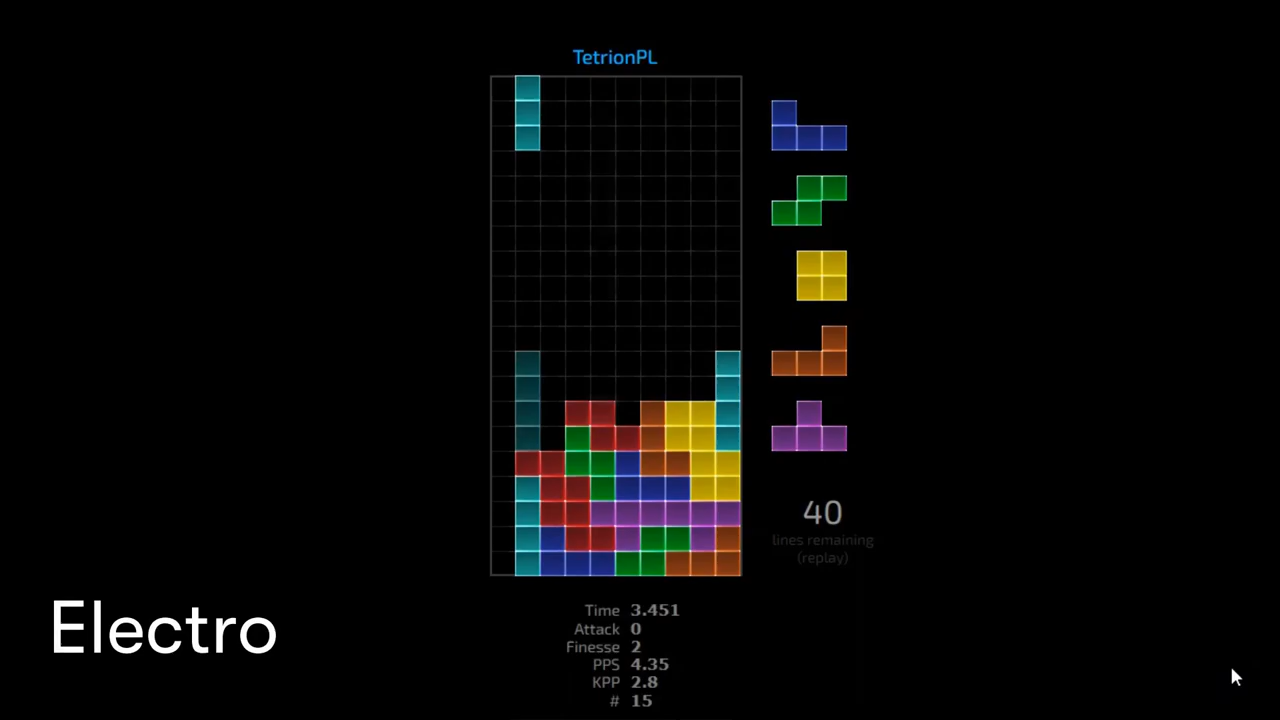 TetrionPL
40
lines remaining
(replay)
Time 3.451
Attack 0
Finesse 2
PPS 4.35
KPP 2.8
# 15
Electro